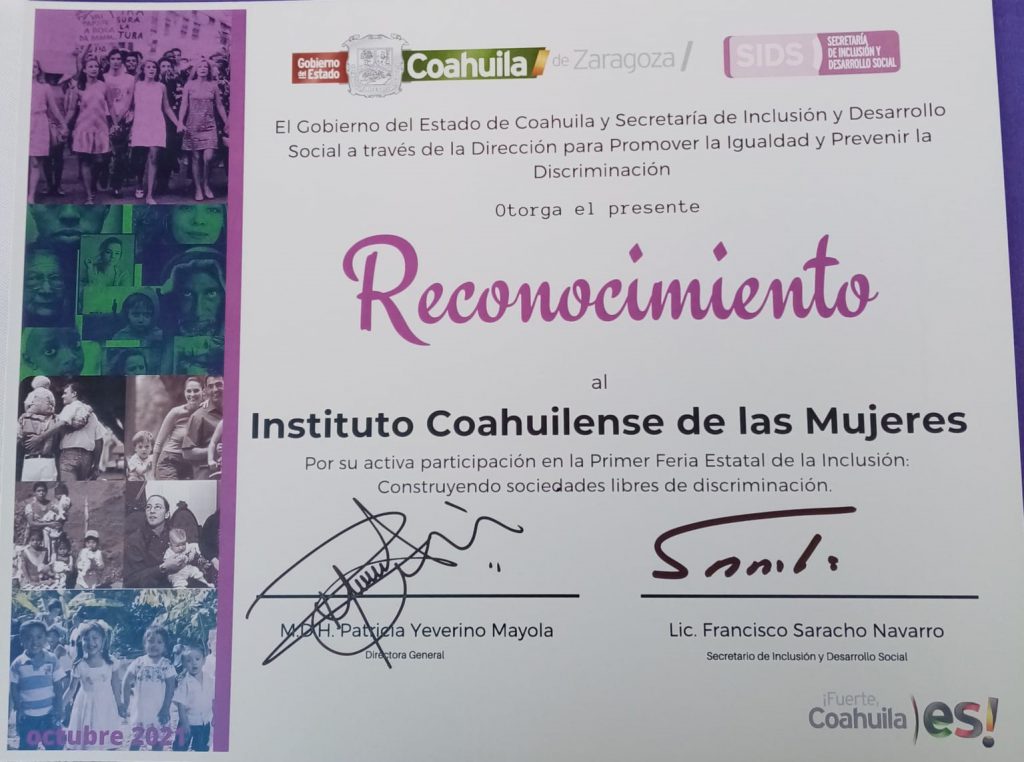 SURA
LA
TURA
Gobierno
del Estado
Coahuila de Zaragoza
SIDS
SECRETARÍA
DE INCLUSIÓN Y
DESARROLLO SOCIAL
El Gobierno del Estado de Coahuila y Secretaría de Inclusión y Desarrollo
Social a través de la Dirección para Promover la Igualdad y Prevenir la
Discriminación
Otorga el presente
Reconocimiento
al
Instituto Coahuilense de las Mujeres
Por su activa participación en la Primer Feria Estatal de la Inclusión:
Construyendo sociedades libres de discriminación.
M.D.H. Patricia Yeverino Mayola
Directora General
Lic. Francisco Saracho Navarro
Secretario de Inclusión y Desarrollo Social
¡Fuerte,
Coahuila es!
octubre 2021